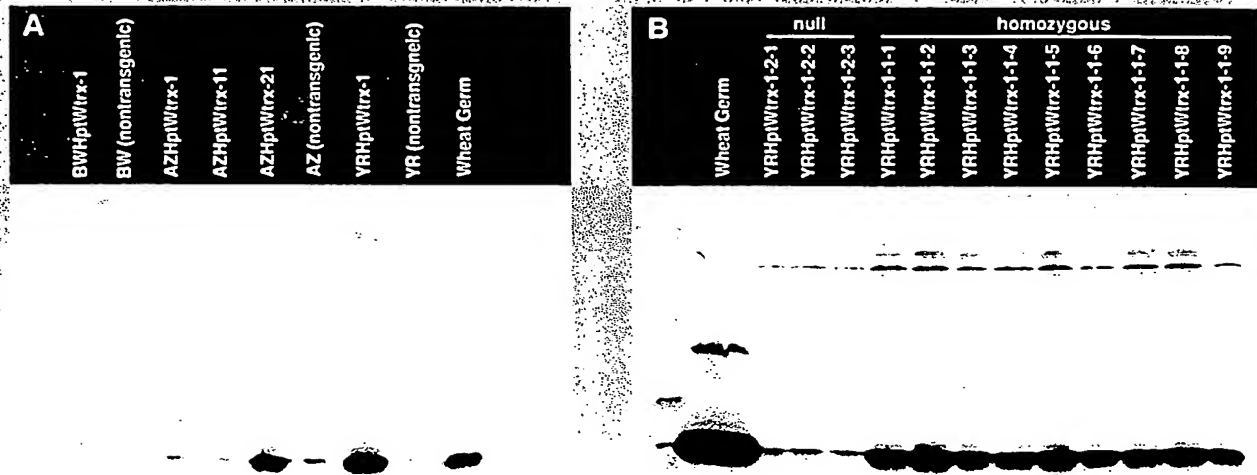 A
BWHptWtrx-1
BW (nontransgenic)
AZHptWtrx-1
AZHptWtrx-11
AZHptWtrx-21
AZ (nontransgenic)
YRHptWtrx-1
YR (nontransgneic)
Wheat Germ
B
null
homozygous
Wheat Germ
YRHptWtrx-1-2-1
YRHptWtrx-1-2-2
YRHptWtrx-1-2-3
YRHptWtrx-1-1-1
YRHptWtrx-1-1-2
YRHptWtrx-1-1-3
YRHptWtrx-1-1-4
YRHptWtrx-1-1-5
YRHptWtrx-1-1-6
YRHptWtrx-1-1-7
YRHptWtrx-1-1-8
YRHptWtrx-1-1-9